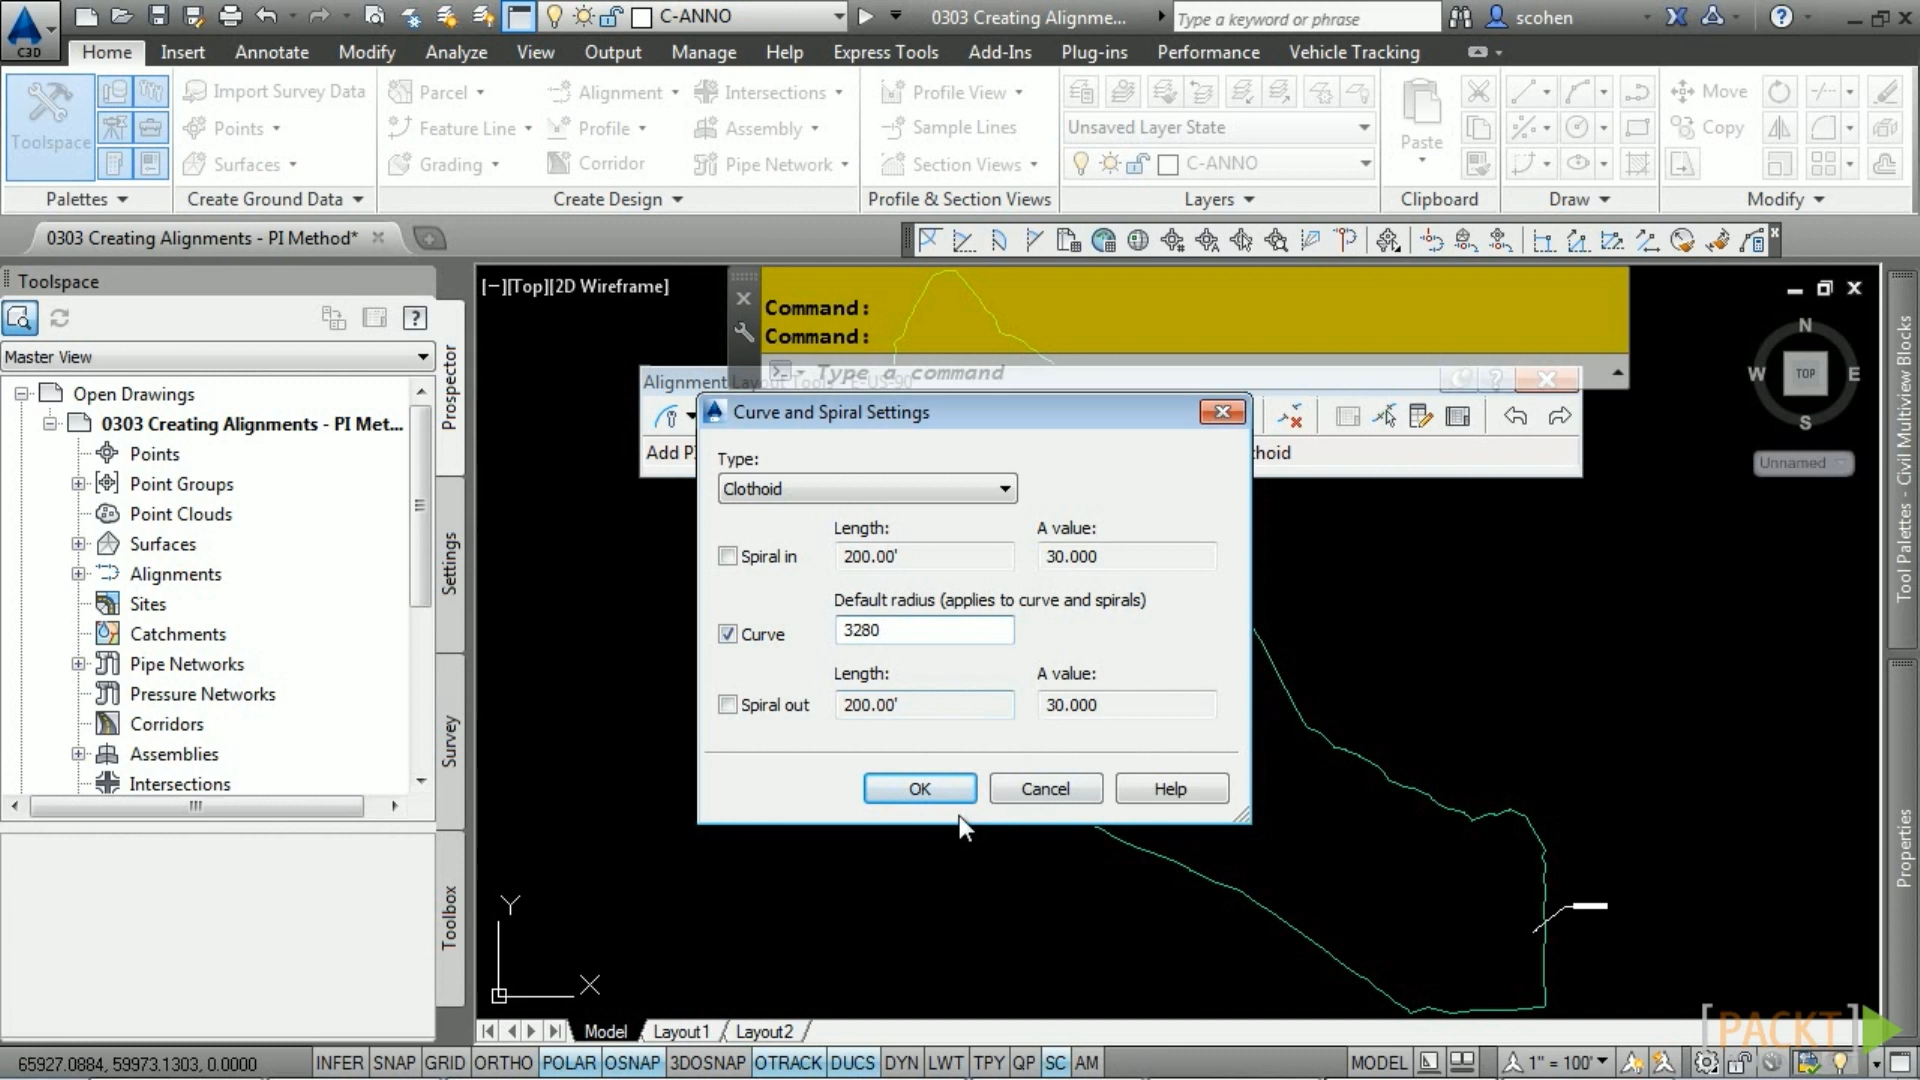 C-ANNO
0303 Creating Alignme...
Type a keyword or phrase
scohen
C3D
Home Insert Annotate Modify Analyze View Output Manage Help Express Tools Add-Ins Plug-ins Performance Vehicle Tracking
Toolspace
Import Survey Data
Points
Surfaces
Parcel
Feature Line
Grading
Alignment
Profile
Corridor
Intersections
Assembly
Pipe Network
Profile View
Sample Lines
Section Views
Unsaved Layer State
C-ANNO
Paste
Move
Copy
Palettes Create Ground Data Create Design Profile & Section Views Layers Clipboard Draw Modify
0303 Creating Alignments - PI Method*
Toolspace
Master View
Open Drawings
0303 Creating Alignments - PI Met...
Points
Point Groups
Point Clouds
Surfaces
Alignments
Sites
Catchments
Pipe Networks
Pressure Networks
Corridors
Assemblies
Intersections
Prospector
Settings
Survey
Toolbox
[−][Top][2D Wireframe]
Command:
Command:
Type a command
Alignment Layout Tools - E-US-90
Add P
hoid
Curve and Spiral Settings
Type:
Clothoid
Length: A value:
Spiral in 200.00' 30.000
Default radius (applies to curve and spirals)
Curve 3280
Length: A value:
Spiral out 200.00' 30.000
OK Cancel Help
N
W TOP E
S
Unnamed
Tool Palettes - Civil Multiview Blocks
Properties
Y
X
Model Layout1 Layout2
[PACKT]
65927.0884, 59973.1303, 0.0000 INFER SNAP GRID ORTHO POLAR OSNAP 3DOSNAP OTRACK DUCS DYN LWT TPY QP SC AM MODEL 1" = 100'